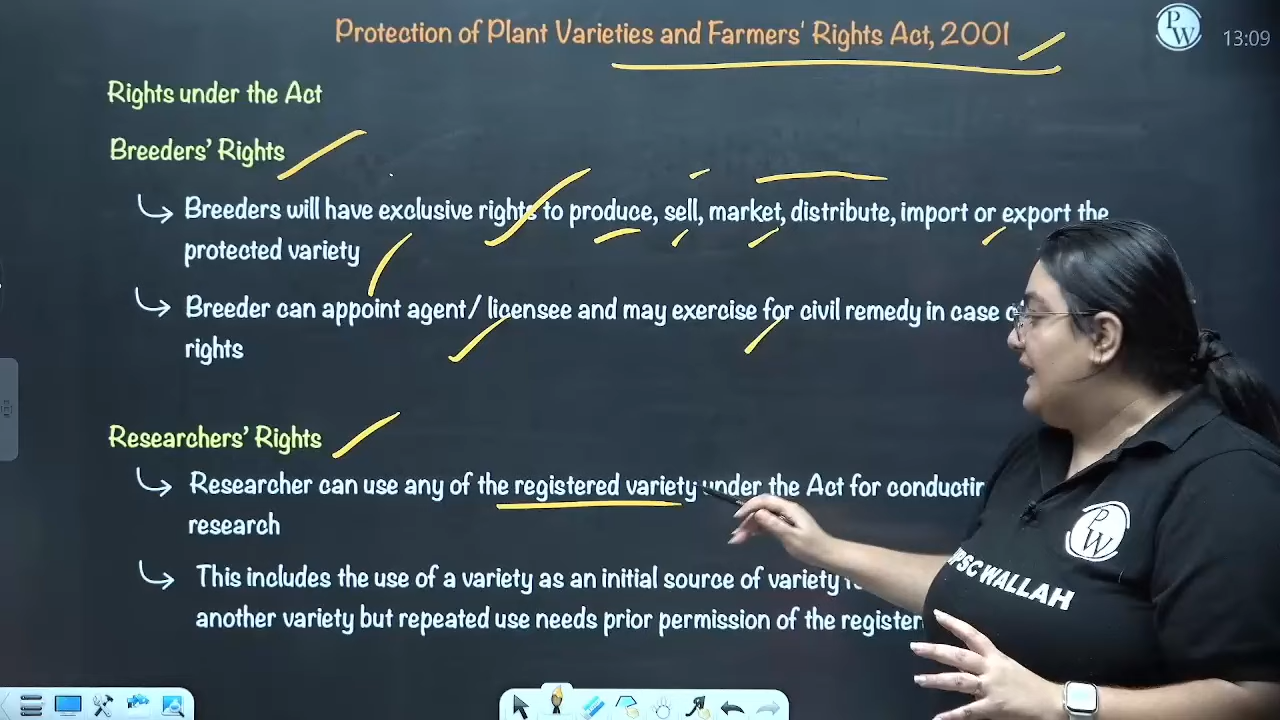 Protection of Plant Varieties and Farmers' Rights Act, 2001
PW
13:09
Rights under the Act
Breeders' Rights
Breeders will have exclusive rights to produce, sell, market, distribute, import or export the
protected variety
Breeder can appoint agent/ licensee and may exercise for civil remedy in case
rights
Researchers' Rights
Researcher can use any of the registered variety under the Act for
research
This includes the use of a variety as an initial source of variety
another variety but repeated use needs prior permission of the
PW
WALLAH